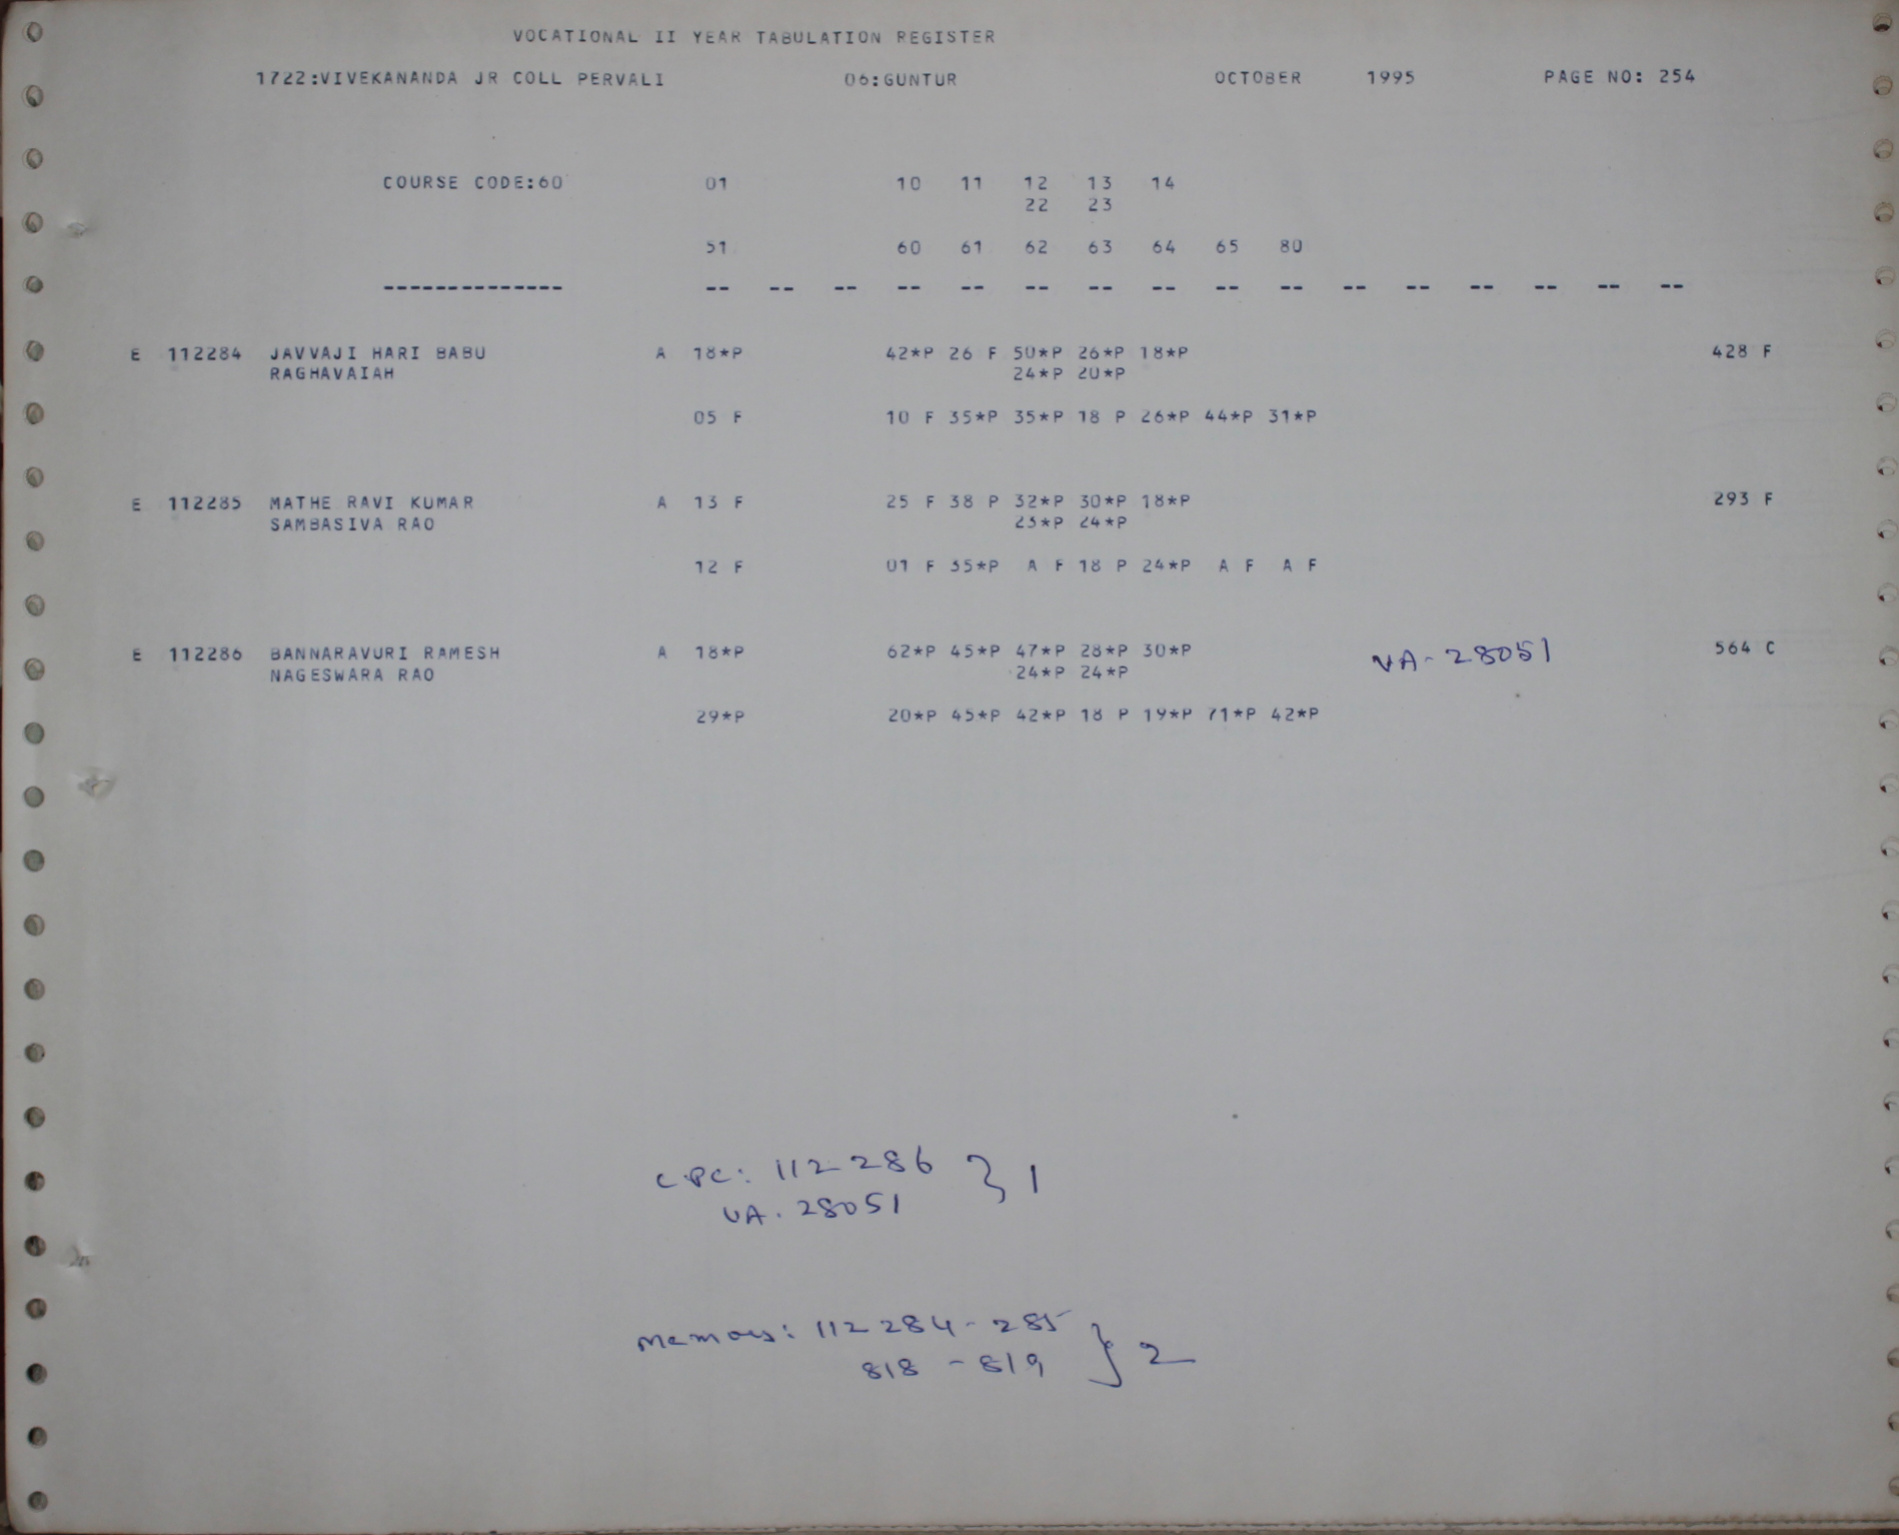 VOCATIONAL II YEAR TABULATION REGISTER
1722:VIVEKANANDA JR COLL PERVALI 06:GUNTUR OCTOBER 1995 PAGE NO: 254
COURSE CODE:60 01 10 11 12 13 14
22 23
51 60 61 62 63 64 65 80
-------------- -- -- -- -- -- -- -- -- -- -- -- -- -- -- -- --
E 112284 JAVVAJI HARI BABU A 18*P 42*P 26 F 50*P 26*P 18*P 428 F
RAGHAVAIAH 24*P 20*P
05 F 10 F 35*P 35*P 18 P 26*P 44*P 31*P
E 112285 MATHE RAVI KUMAR A 13 F 25 F 38 P 32*P 30*P 18*P 293 F
SAMBASIVA RAO 23*P 24*P
12 F 01 F 35*P A F 18 P 24*P A F A F
E 112286 BANNARAVURI RAMESH A 18*P 62*P 45*P 47*P 28*P 30*P VA-28051 564 C
NAGESWARA RAO 24*P 24*P
29*P 20*P 45*P 42*P 18 P 19*P 71*P 42*P
CPC: 112286 } 1
VA. 28051
memoes: 112284-285 } 2
818-819